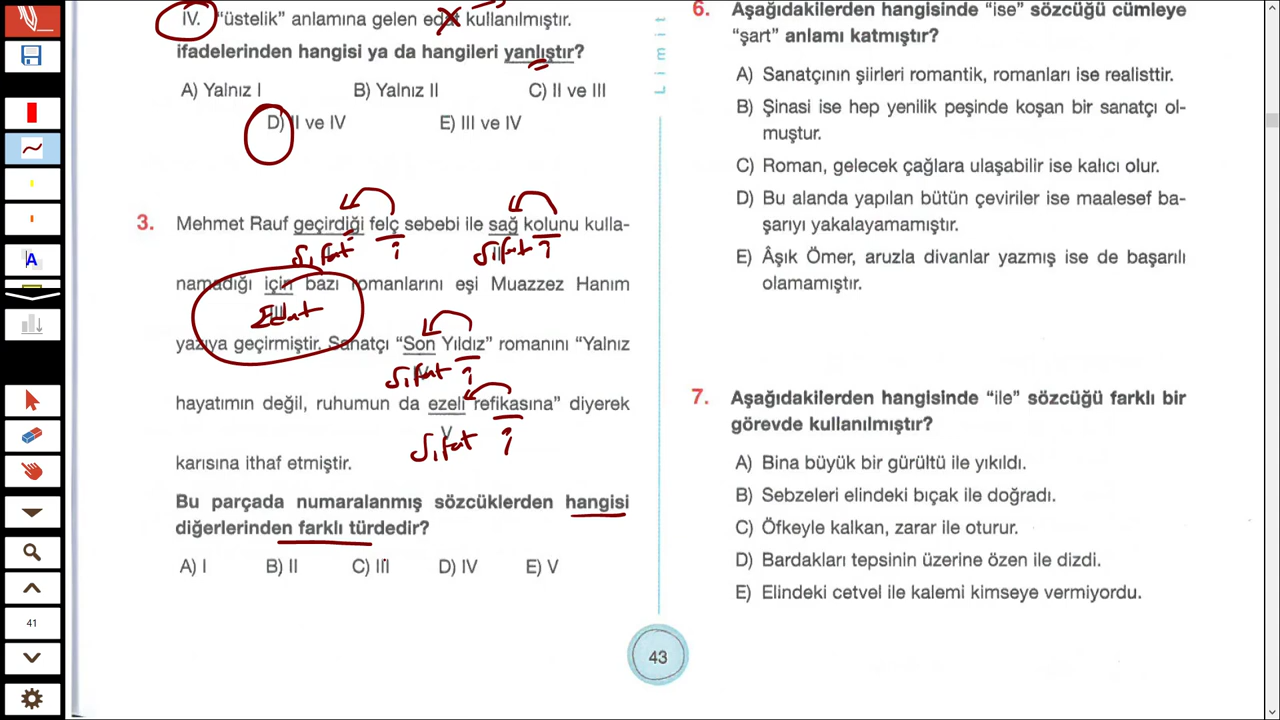 IV. "üstelik" anlamına gelen edat kullanılmıştır.
ifadelerinden hangisi ya da hangileri yanlıştır?
A) Yalnız I B) Yalnız II C) II ve III
D) II ve IV E) III ve IV
3. Mehmet Rauf geçirdiği felç sebebi ile sağ kolunu kulla-
sıfat i sıfat i
namadığı için bazı romanlarını eşi Muazzez Hanım
Edat
yazıya geçirmiştir. Sanatçı "Son Yıldız" romanını "Yalnız
sıfat i
hayatımın değil, ruhumun da ezeli refikasına" diyerek
V
sıfat i
karısına ithaf etmiştir.
Bu parçada numaralanmış sözcüklerden hangisi
diğerlerinden farklı türdedir?
A) I B) II C) III D) IV E) V
Limit
6. Aşağıdakilerden hangisinde "ise" sözcüğü cümleye
"şart" anlamı katmıştır?
A) Sanatçının şiirleri romantik, romanları ise realisttir.
B) Şinasi ise hep yenilik peşinde koşan bir sanatçı ol-
muştur.
C) Roman, gelecek çağlara ulaşabilir ise kalıcı olur.
D) Bu alanda yapılan bütün çeviriler ise maalesef ba-
şarıyı yakalayamamıştır.
E) Âşık Ömer, aruzla divanlar yazmış ise de başarılı
olamamıştır.
7. Aşağıdakilerden hangisinde "ile" sözcüğü farklı bir
görevde kullanılmıştır?
A) Bina büyük bir gürültü ile yıkıldı.
B) Sebzeleri elindeki bıçak ile doğradı.
C) Öfkeyle kalkan, zarar ile oturur.
D) Bardakları tepsinin üzerine özen ile dizdi.
E) Elindeki cetvel ile kalemi kimseye vermiyordu.
43
A
41